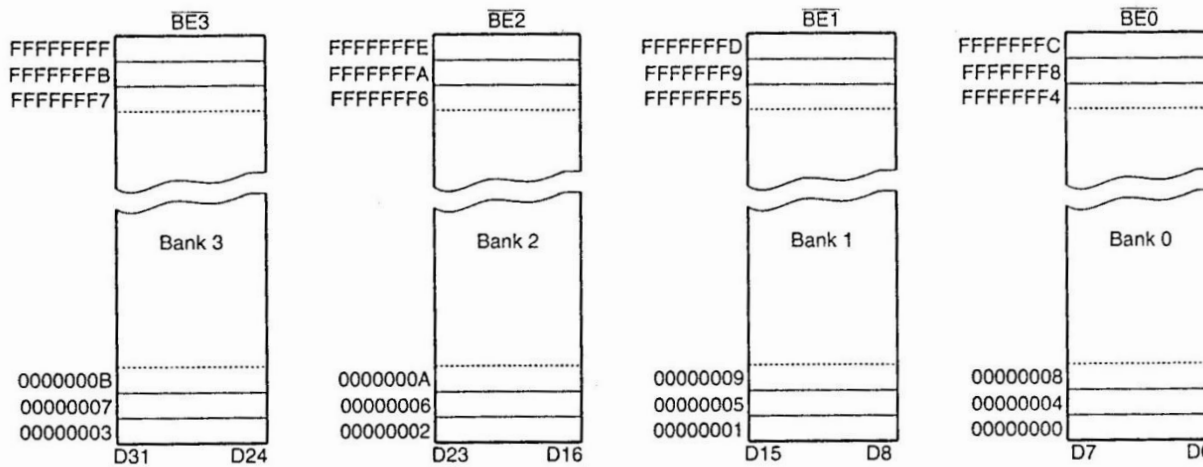 BE3 BE2 BE1 BE0
FFFFFFFF FFFFFFFE FFFFFFFD FFFFFFFC
FFFFFFFB FFFFFFFA FFFFFFF9 FFFFFFF8
FFFFFFF7 FFFFFFF6 FFFFFFF5 FFFFFFF4
Bank 3 Bank 2 Bank 1 Bank 0
0000000B 0000000A 00000009 00000008
00000007 00000006 00000005 00000004
00000003 00000002 00000001 00000000
D31 D24 D23 D16 D15 D8 D7